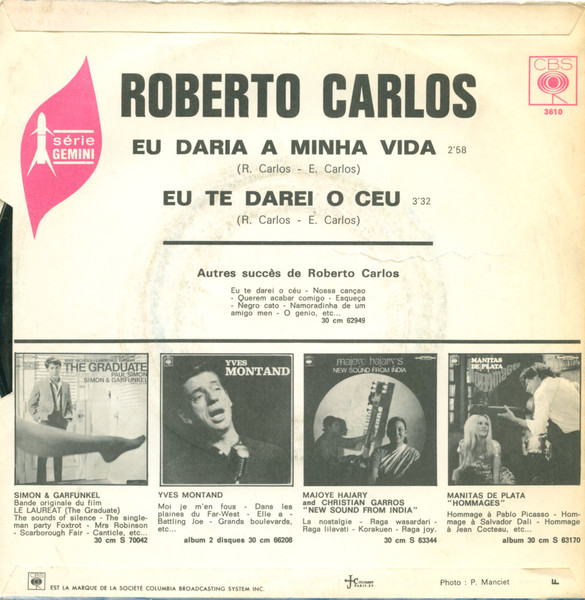 CBS
3610
série
GEMINI
ROBERTO CARLOS
EU DARIA A MINHA VIDA 2'58
(R. Carlos - E. Carlos)
EU TE DAREI O CEU 3'32
(R. Carlos - E. Carlos)
Autres succès de Roberto Carlos
Eu te darei o céu - Nossa cançao
- Querem acabar comigo - Esqueça
- Negro cato - Namoradinha de um
amigo men - O genio, etc...
30 cm 62949
THE GRADUATE
PAUL SIMON
SIMON & GARFUNKEL
YVES
MONTAND
majoye hajary's
NEW SOUND FROM INDIA
MANITAS
DE PLATA
SIMON & GARFUNKEL
Bande originale du film
LE LAUREAT (The Graduate)
The sounds of silence - The single-
man party Foxtrot - Mrs Robinson
- Scarborough Fair - Canticle, etc...
30 cm S 70042
YVES MONTAND
Moi je m'en fous - Dans les
plaines du Far-West - Elle a -
Battling Joe - Grands boulevards,
etc...
album 2 disques 30 cm 66208
MAJOYE HAJARY
and CHRISTIAN GARROS
"NEW SOUND FROM INDIA"
La nostalgie - Raga wasardari -
Raga lilavati - Korakuen - Raga joy.
30 cm S 63344
MANITAS DE PLATA
"HOMMAGES"
Hommage à Pablo Picasso - Hom-
mage à Salvador Dali - Hommage
à Jean Cocteau, etc...
album 30 cm S 63170
CBS EST LA MARQUE DE LA SOCIÉTÉ COLUMBIA BROADCASTING SYSTEM INC.
Photo : P. Manciet
F